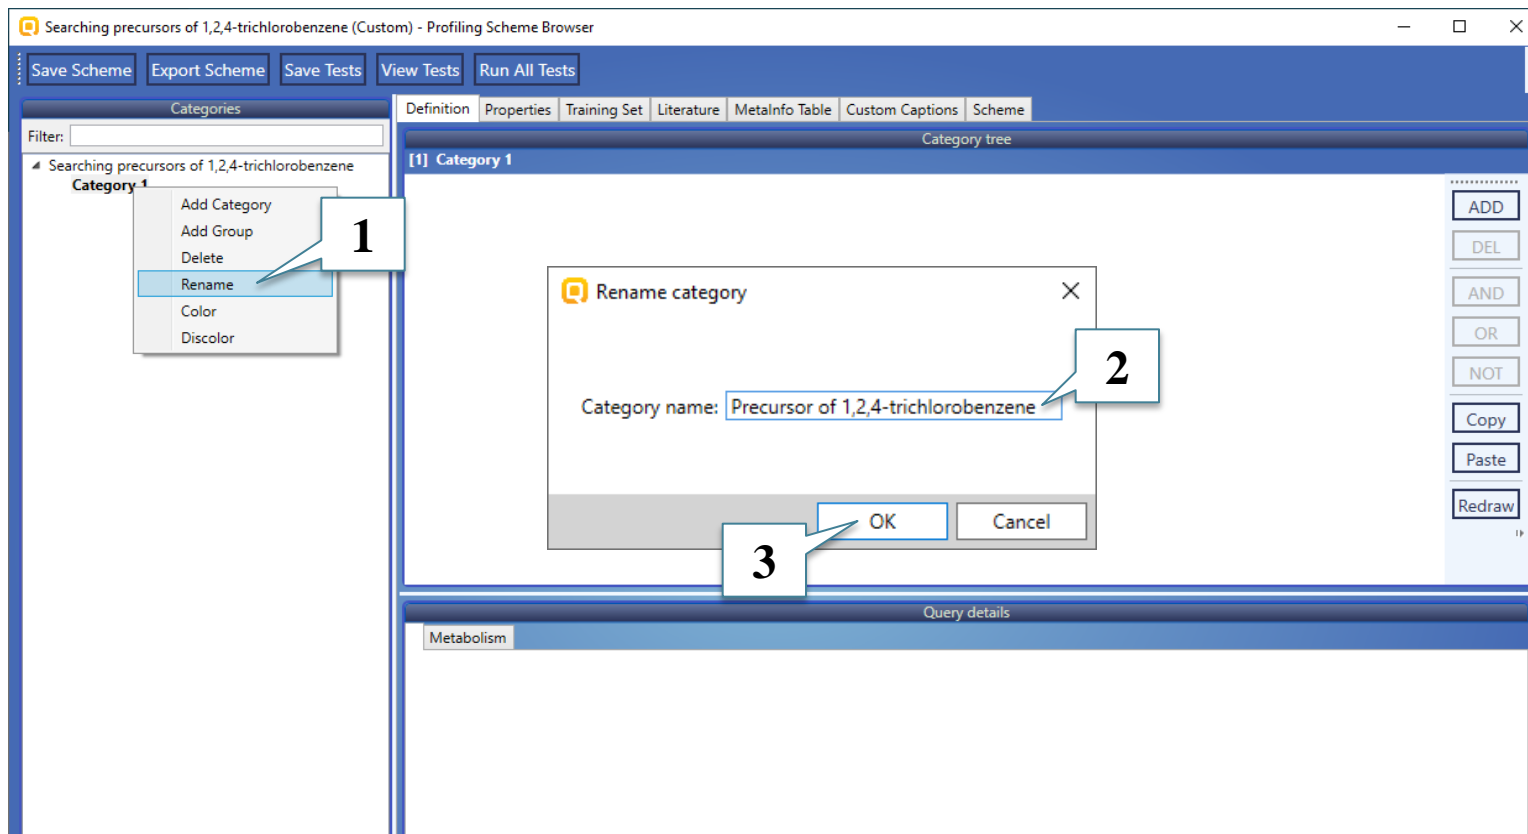 Searching precursors of 1,2,4-trichlorobenzene (Custom) - Profiling Scheme Browser
Save Scheme Export Scheme Save Tests View Tests Run All Tests
Categories
Filter:
Searching precursors of 1,2,4-trichlorobenzene
Category 1
Add Category
Add Group
Delete
Rename
Color
Discolor
1
Definition Properties Training Set Literature MetaInfo Table Custom Captions Scheme
Category tree
[1] Category 1
Rename category
Category name: Precursor of 1,2,4-trichlorobenzene
2
OK Cancel
3
ADD
DEL
AND
OR
NOT
Copy
Paste
Redraw
Query details
Metabolism